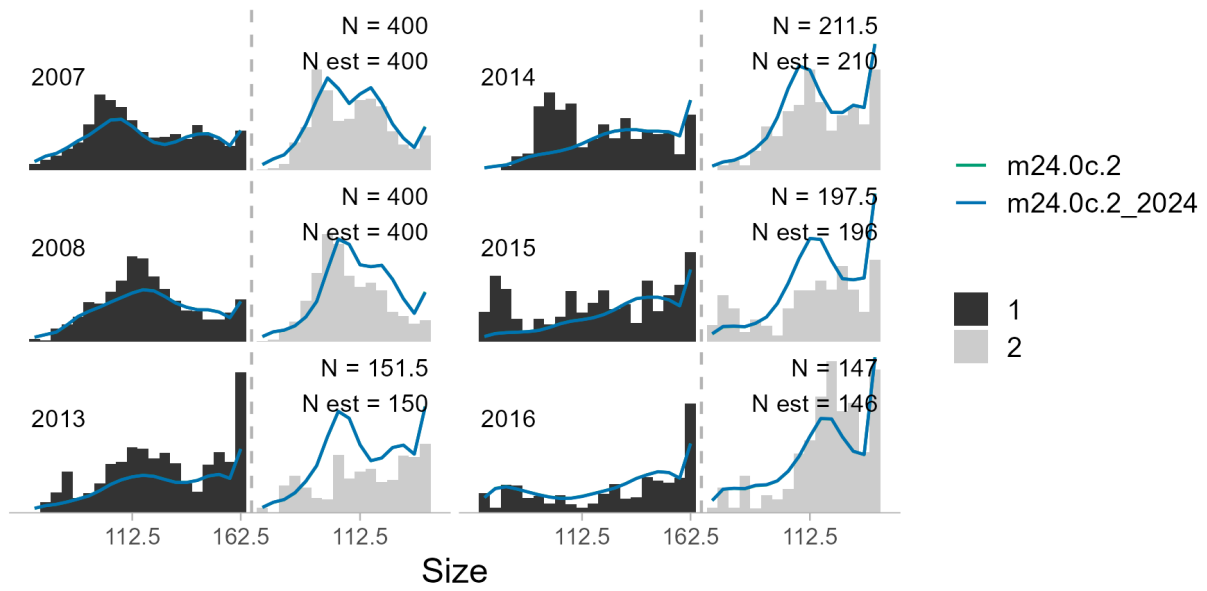 N = 400
N est = 400
2007
N = 211.5
N est = 210
2014
N = 400
N est = 400
2008
N = 197.5
N est = 196
2015
N = 151.5
N est = 150
2013
N = 147
N est = 146
2016
112.5 162.5 112.5 112.5 162.5 112.5
Size
m24.0c.2
m24.0c.2_2024
1
2